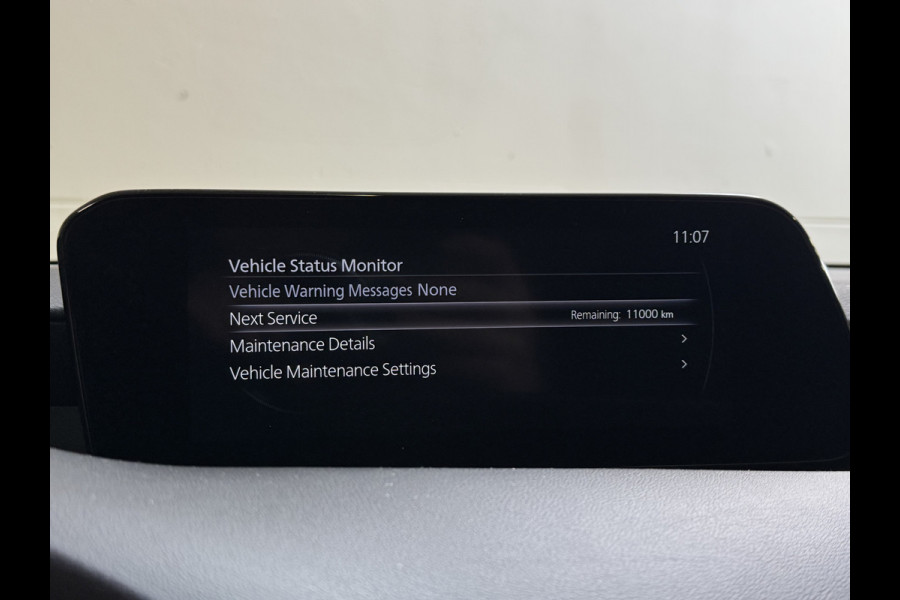 11:07
Vehicle Status Monitor
Vehicle Warning Messages None
Next Service Remaining: 11000 km
Maintenance Details
Vehicle Maintenance Settings